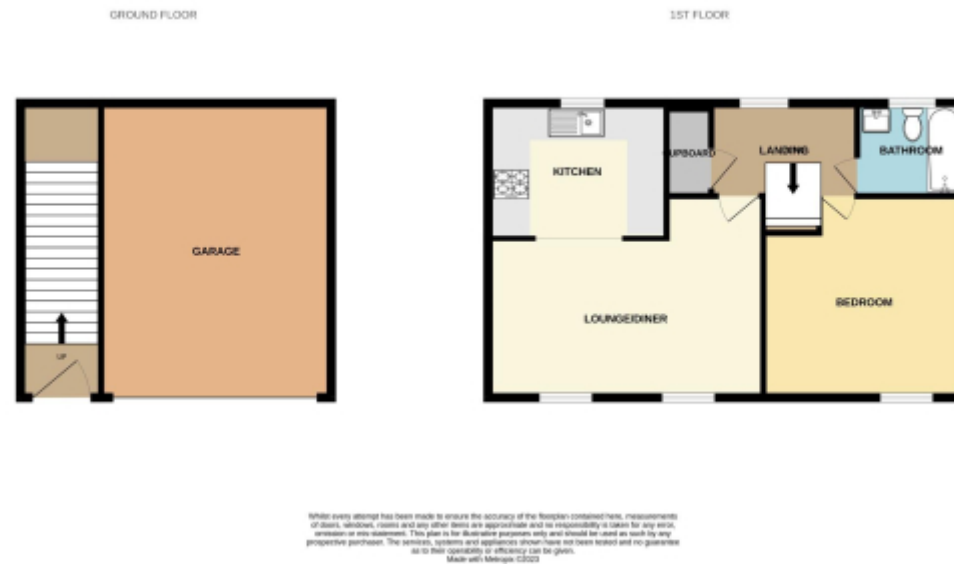 GROUND FLOOR
1ST FLOOR
KITCHEN
UPBOARD
LANDING
BATHROOM
GARAGE
BEDROOM
LOUNGE/DINER
UP
Whilst every attempt has been made to ensure the accuracy of the floorplan contained here, measurements
of doors, windows, rooms and any other items are approximate and no responsibility is taken for any error,
omission or mis-statement. This plan is for illustrative purposes only and should be used as such by any
prospective purchaser. The services, systems and appliances shown have not been tested and no guarantee
as to their operability or efficiency can be given.
Made with Metropix ©2023